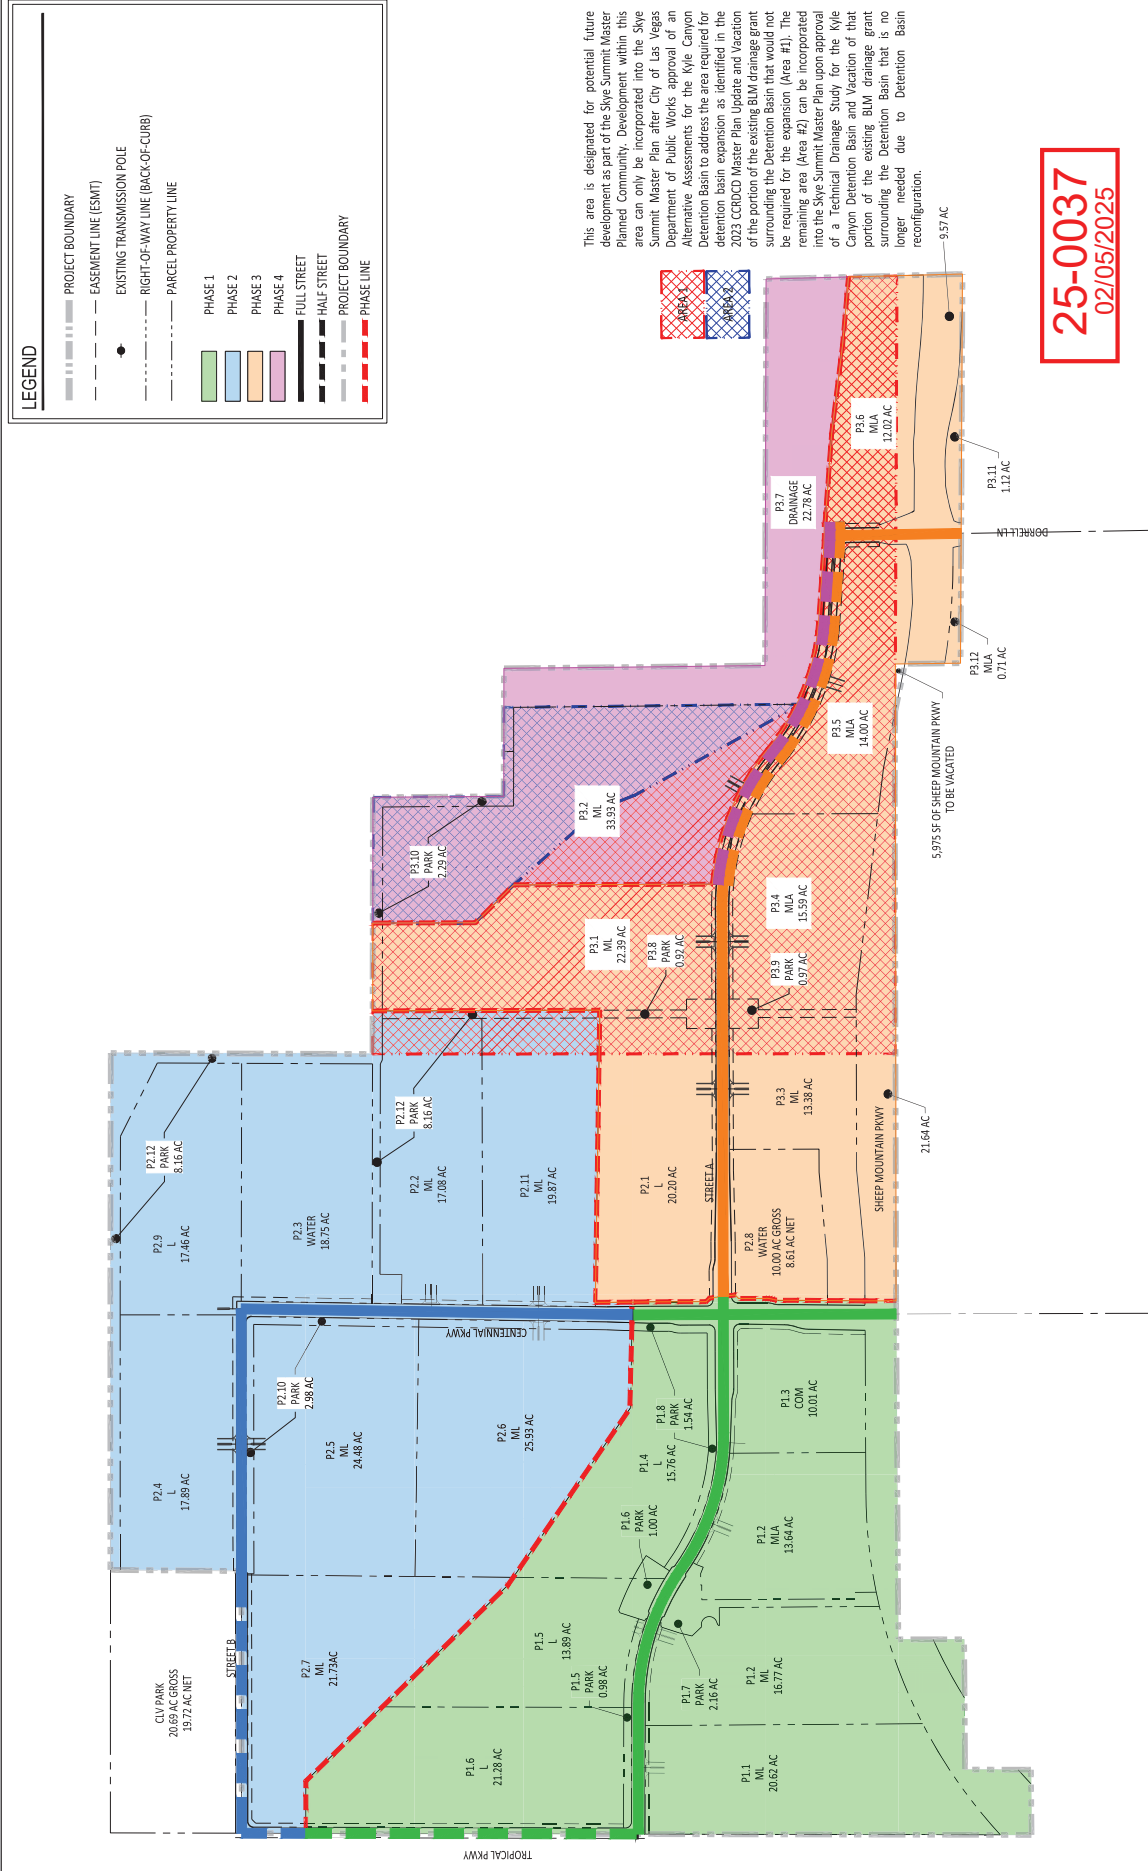 LEGEND
PROJECT BOUNDARY
EASEMENT LINE (ESMT)
EXISTING TRANSMISSION POLE
RIGHT-OF-WAY LINE (BACK-OF-CURB)
PARCEL PROPERTY LINE
PHASE 1
PHASE 2
PHASE 3
PHASE 4
FULL STREET
HALF STREET
PROJECT BOUNDARY
PHASE LINE
This area is designated for potential future
development as part of the Skye Summit Master
Planned Community. Development within this
area can only be incorporated into the Skye
Summit Master Plan after City of Las Vegas
Department of Public Works approval of an
Alternative Assessments for the Kyle Canyon
Detention Basin to address the area required for
detention basin expansion as identified in the
2023 CCRDCD Master Plan Update and Vacation
of the portion of the existing BLM drainage grant
surrounding the Detention Basin that would not
be required for the expansion (Area #1). The
remaining area (Area #2) can be incorporated
into the Skye Summit Master Plan upon approval
of a Technical Drainage Study for the Kyle
Canyon Detention Basin and Vacation of that
portion of the existing BLM drainage grant
surrounding the Detention Basin that is no
longer needed due to Detention Basin
reconfiguration.
AREA 1
AREA 2
25-0037
02/05/2025
CLV PARK
20.69 AC GROSS
19.72 AC NET
STREET B
TROPICAL PKWY
P2.4
L
17.89 AC
P2.9
L
17.46 AC
P2.12
PARK
8.16 AC
P2.3
WATER
18.75 AC
P2.10
PARK
2.98 AC
P2.5
ML
24.48 AC
P2.7
ML
21.73AC
P2.12
PARK
8.16 AC
P2.2
ML
17.08 AC
CENTENNIAL PKWY
P2.6
ML
25.93 AC
P2.11
ML
19.87 AC
P1.6
L
21.28 AC
P1.5
L
13.89 AC
P1.5
PARK
0.98 AC
P1.6
PARK
1.00 AC
P1.4
L
15.76 AC
P1.8
PARK
1.54 AC
P1.7
PARK
2.16 AC
P1.1
ML
20.62 AC
P1.2
ML
16.77 AC
P1.2
MLA
13.64 AC
P1.3
COM
10.01 AC
P2.1
L
20.20 AC
STREET A
P2.8
WATER
10.00 AC GROSS
8.61 AC NET
P3.3
ML
13.38 AC
SHEEP MOUNTAIN PKWY
21.64 AC
P3.10
PARK
2.29 AC
P3.2
ML
33.93 AC
P3.1
ML
22.39 AC
P3.8
PARK
0.92 AC
P3.9
PARK
0.97 AC
P3.4
MLA
15.59 AC
P3.5
MLA
14.00 AC
P3.7
DRAINAGE
22.78 AC
P3.6
MLA
12.02 AC
9.57 AC
P3.11
1.12 AC
DORRELL LN
P3.12
MLA
0.71 AC
5,975 SF OF SHEEP MOUNTAIN PKWY
TO BE VACATED